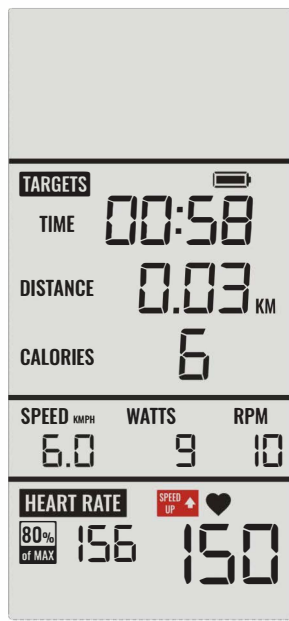 TARGETS
TIME 00:58
DISTANCE 0.03 KM
CALORIES 6
SPEED KMPH WATTS RPM
6.0 9 10
HEART RATE SPEED UP
80% of MAX 156 150